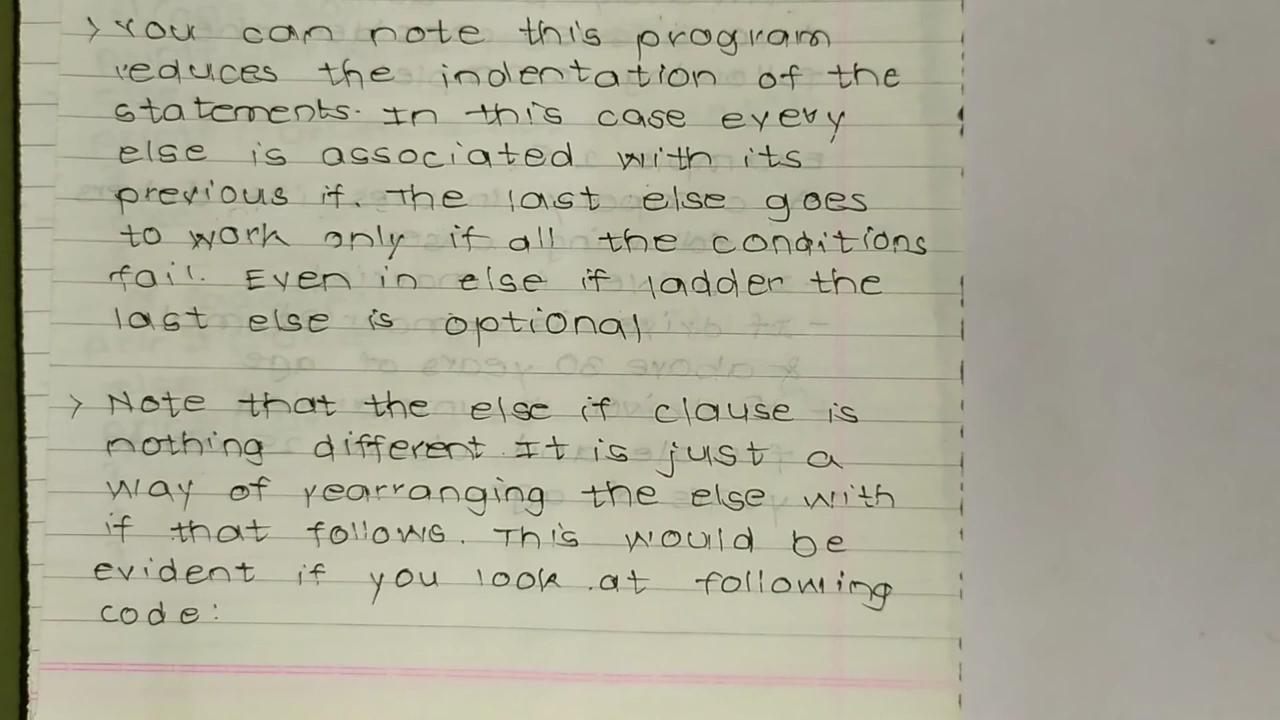 > You can note this program
reduces the indentation of the
statements. In this case every
else is associated with its
previous if. The last else goes
to work only if all the conditions
fail. Even in else if ladder the
last else is optional
> Note that the else if clause is
nothing different. It is just a
way of rearranging the else with
if that follows. This would be
evident if you look at following
code: